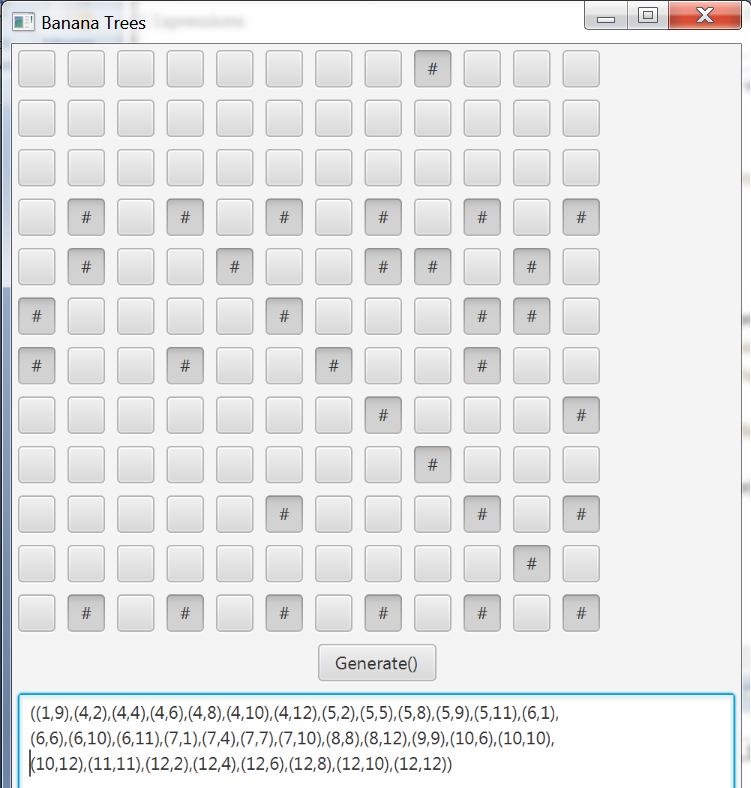 Banana Trees
Expressions
#
# # # # # #
# # # # #
# # # #
# # # #
# #
#
# # #
#
# # # # # #
Generate()
((1,9),(4,2),(4,4),(4,6),(4,8),(4,10),(4,12),(5,2),(5,5),(5,8),(5,9),(5,11),(6,1),
(6,6),(6,10),(6,11),(7,1),(7,4),(7,7),(7,10),(8,8),(8,12),(9,9),(10,6),(10,10),
(10,12),(11,11),(12,2),(12,4),(12,6),(12,8),(12,10),(12,12))